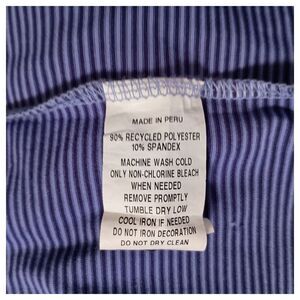 MADE IN PERU
90% RECYCLED POLYESTER
10% SPANDEX
MACHINE WASH COLD
ONLY NON-CHLORINE BLEACH
WHEN NEEDED
REMOVE PROMPTLY
TUMBLE DRY LOW
COOL IRON IF NEEDED
DO NOT IRON DECORATION
DO NOT DRY CLEAN